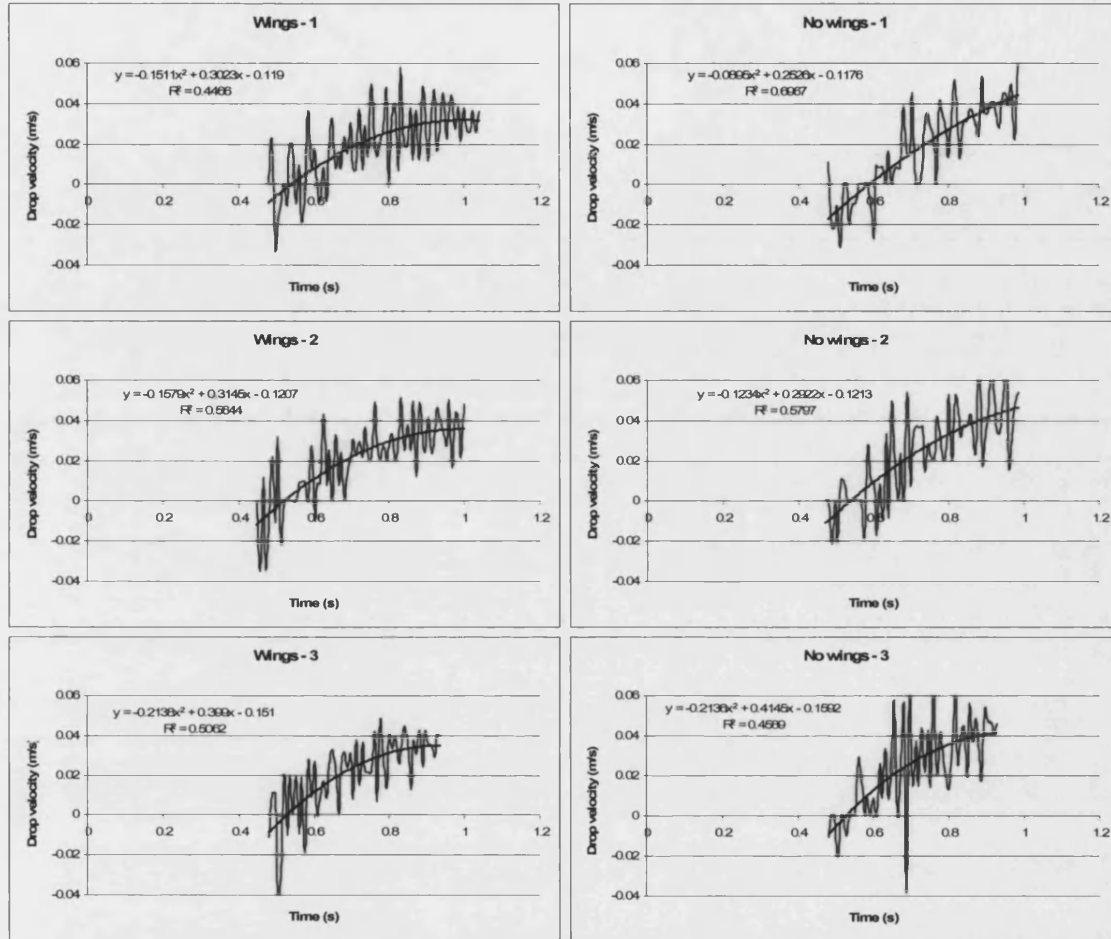 Wings - 1
y = -0.1511x² + 0.3023x - 0.119
R² = 0.4466
Drop velocity (m/s)
0.06
0.04
0.02
0
-0.02
-0.04
0
0.2
0.4
0.6
0.8
1
1.2
Time (s)
No wings - 1
y = -0.0895x² + 0.2526x - 0.1176
R² = 0.6967
Drop velocity (m/s)
0.06
0.04
0.02
0
-0.02
-0.04
0
0.2
0.4
0.6
0.8
1
1.2
Time (s)
Wings - 2
y = -0.1579x² + 0.3145x - 0.1207
R² = 0.5644
Drop velocity (m/s)
0.06
0.04
0.02
0
-0.02
-0.04
0
0.2
0.4
0.6
0.8
1
1.2
Time (s)
No wings - 2
y = -0.1234x² + 0.2922x - 0.1213
R² = 0.5797
Drop velocity (m/s)
0.06
0.04
0.02
0
-0.02
-0.04
0
0.2
0.4
0.6
0.8
1
1.2
Time (s)
Wings - 3
y = -0.2138x² + 0.399x - 0.151
R² = 0.5062
Drop velocity (m/s)
0.06
0.04
0.02
0
-0.02
-0.04
0
0.2
0.4
0.6
0.8
1
1.2
Time (s)
No wings - 3
y = -0.2136x² + 0.4145x - 0.1592
R² = 0.4589
Drop velocity (m/s)
0.06
0.04
0.02
0
-0.02
-0.04
0
0.2
0.4
0.6
0.8
1
1.2
Time (s)